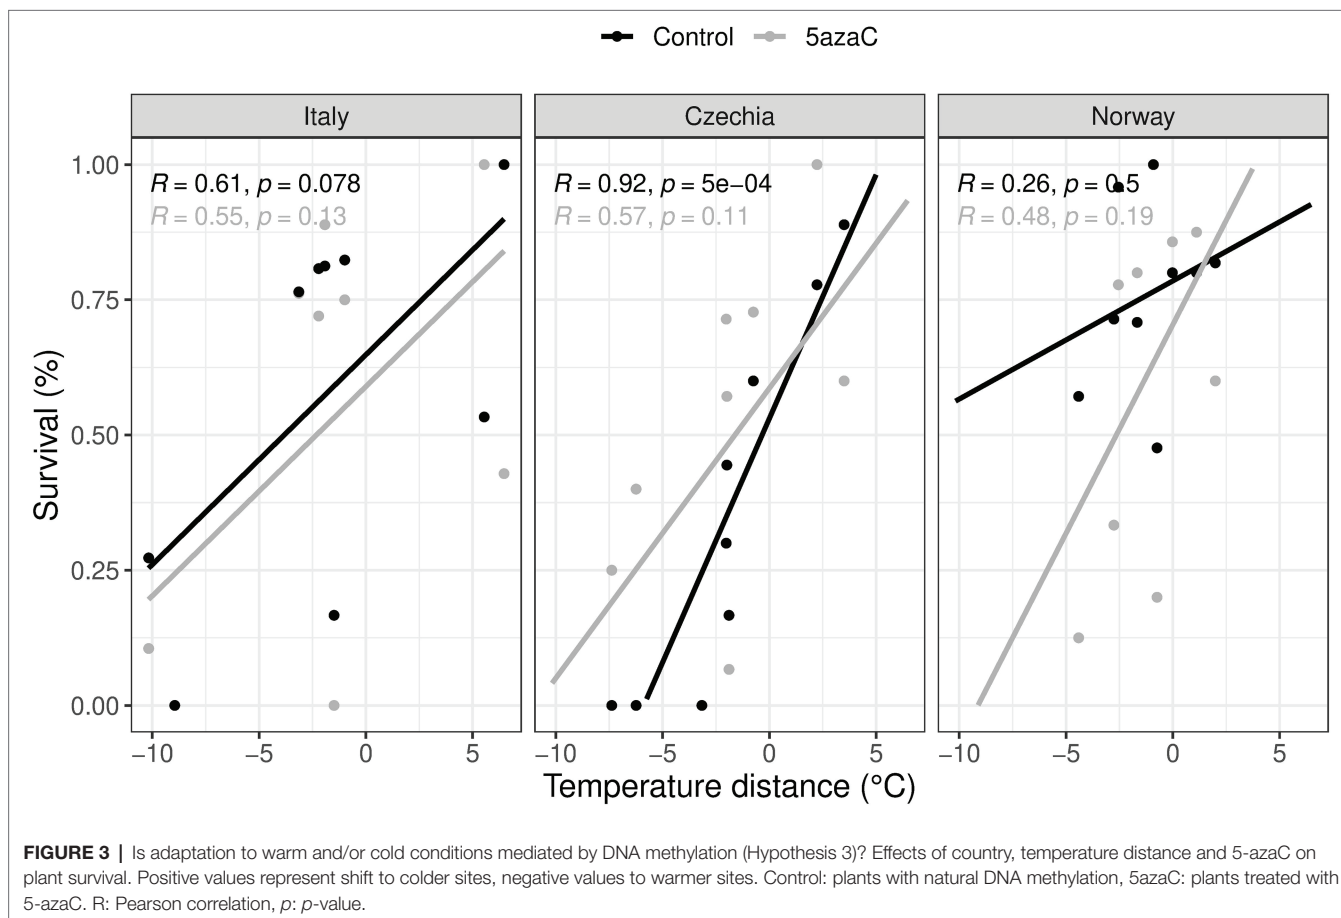 Control 5azaC
Italy Czechia Norway
1.00
0.75
0.50
0.25
0.00
Survival (%)
R = 0.61, p = 0.078
R = 0.55, p = 0.13
R = 0.92, p = 5e−04
R = 0.57, p = 0.11
R = 0.26, p = 0.5
R = 0.48, p = 0.19
−10 −5 0 5 −10 −5 0 5 −10 −5 0 5
Temperature distance (°C)
FIGURE 3 | Is adaptation to warm and/or cold conditions mediated by DNA methylation (Hypothesis 3)? Effects of country, temperature distance and 5-azaC on
plant survival. Positive values represent shift to colder sites, negative values to warmer sites. Control: plants with natural DNA methylation, 5azaC: plants treated with
5-azaC. R: Pearson correlation, p: p-value.